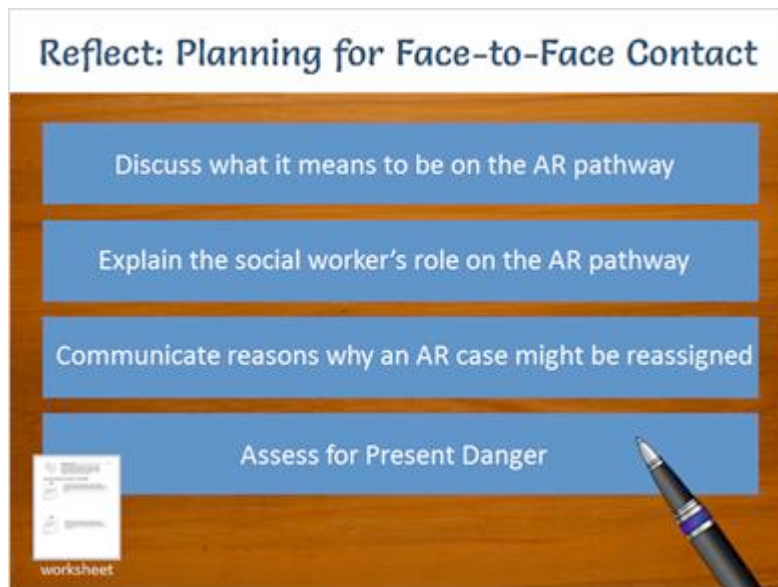 Reflect: Planning for Face-to-Face Contact
Discuss what it means to be on the AR pathway
Explain the social worker's role on the AR pathway
Communicate reasons why an AR case might be reassigned
Assess for Present Danger
worksheet